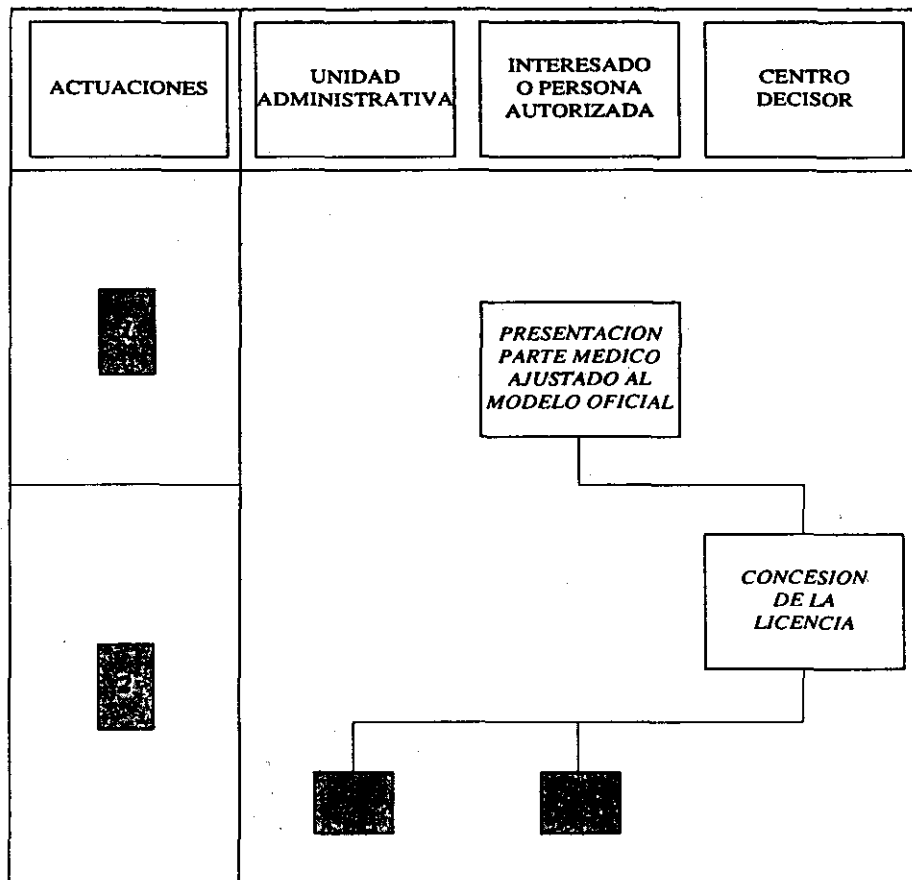 ACTUACIONES
UNIDAD
ADMINISTRATIVA
INTERESADO
O PERSONA
AUTORIZADA
CENTRO
DECISOR
PRESENTACION
PARTE MEDICO
AJUSTADO AL
MODELO OFICIAL
CONCESION
DE LA
LICENCIA